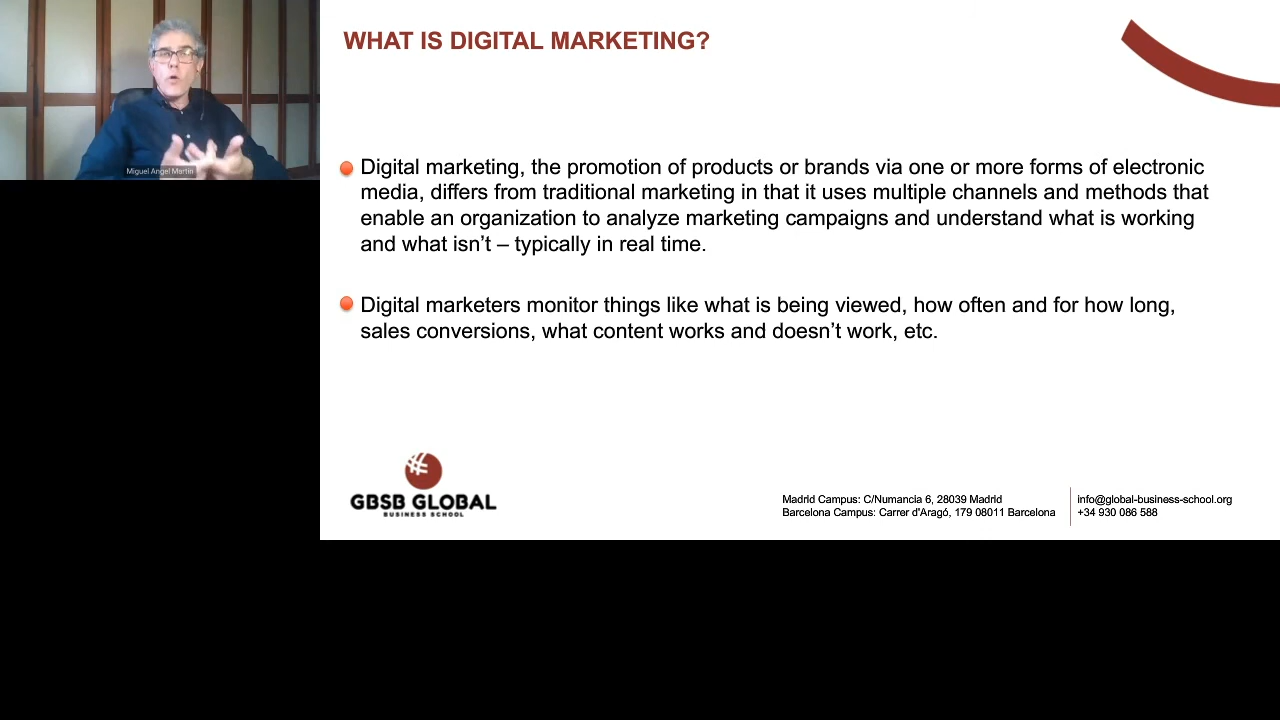 WHAT IS DIGITAL MARKETING?
Miguel Angel Martin
Digital marketing, the promotion of products or brands via one or more forms of electronic
media, differs from traditional marketing in that it uses multiple channels and methods that
enable an organization to analyze marketing campaigns and understand what is working
and what isn’t – typically in real time.
Digital marketers monitor things like what is being viewed, how often and for how long,
sales conversions, what content works and doesn’t work, etc.
GBSB GLOBAL
BUSINESS SCHOOL
Madrid Campus: C/Numancia 6, 28039 Madrid
Barcelona Campus: Carrer d'Aragó, 179 08011 Barcelona
info@global-business-school.org
+34 930 086 588